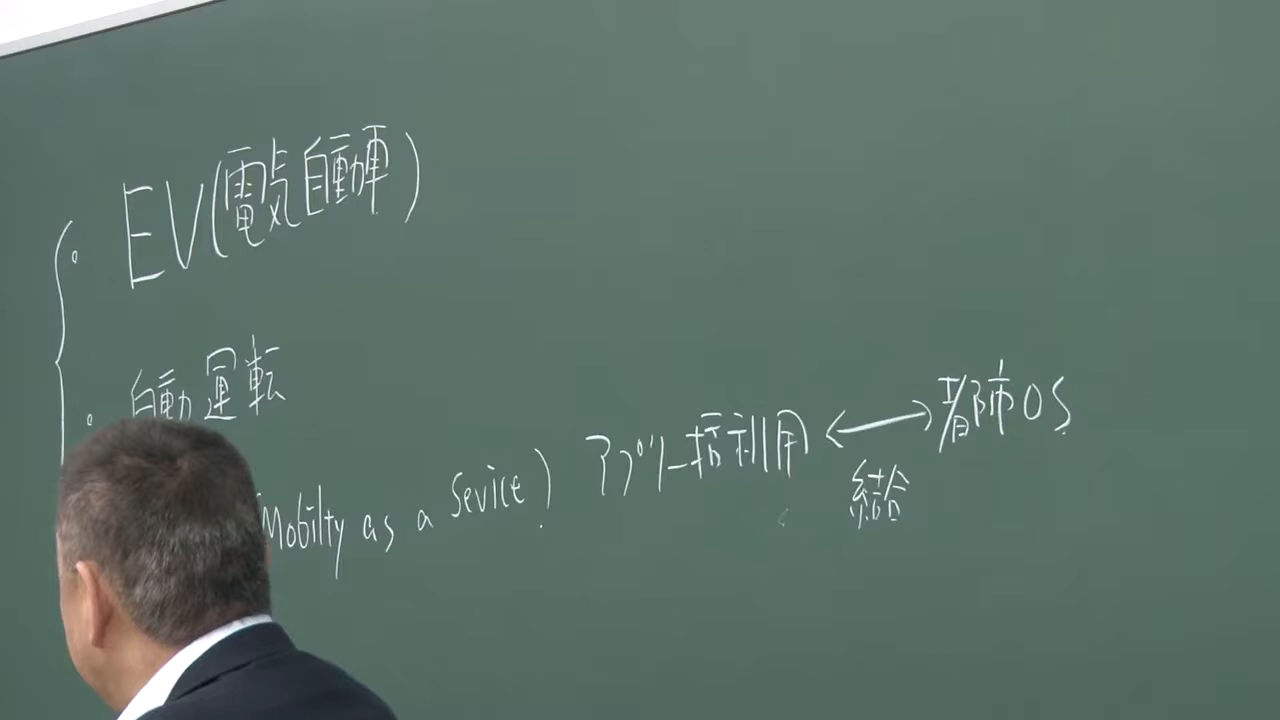 EV(電気自動車)
自動運転
(Mobilty as a Sevice) アプリ一括利用 ⟷ 都市OS
結合